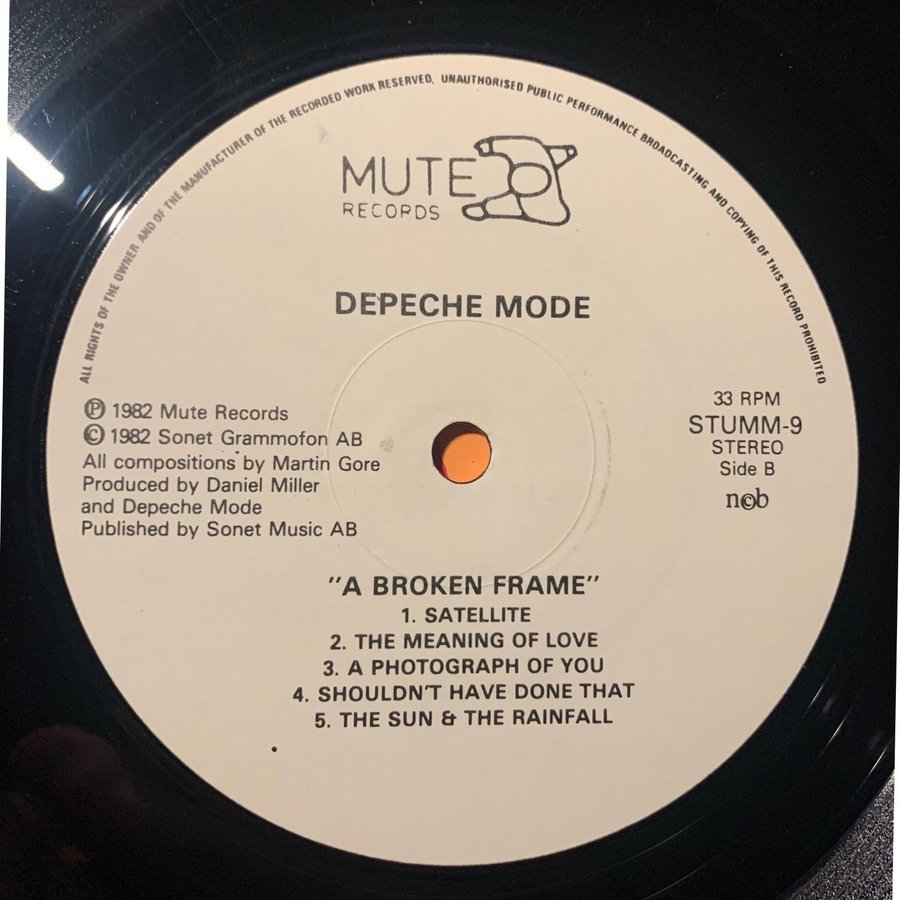 ALL RIGHTS OF THE OWNER AND OF THE MANUFACTURER OF THE RECORDED WORK RESERVED, UNAUTHORISED PUBLIC PERFORMANCE BROADCASTING AND COPYING OF THIS RECORD PROHIBITED
MUTE
RECORDS
DEPECHE MODE
Ⓟ 1982 Mute Records
© 1982 Sonet Grammofon AB
All compositions by Martin Gore
Produced by Daniel Miller
and Depeche Mode
Published by Sonet Music AB
33 RPM
STUMM-9
STEREO
Side B
n©b
"A BROKEN FRAME"
1. SATELLITE
2. THE MEANING OF LOVE
3. A PHOTOGRAPH OF YOU
4. SHOULDN'T HAVE DONE THAT
5. THE SUN & THE RAINFALL